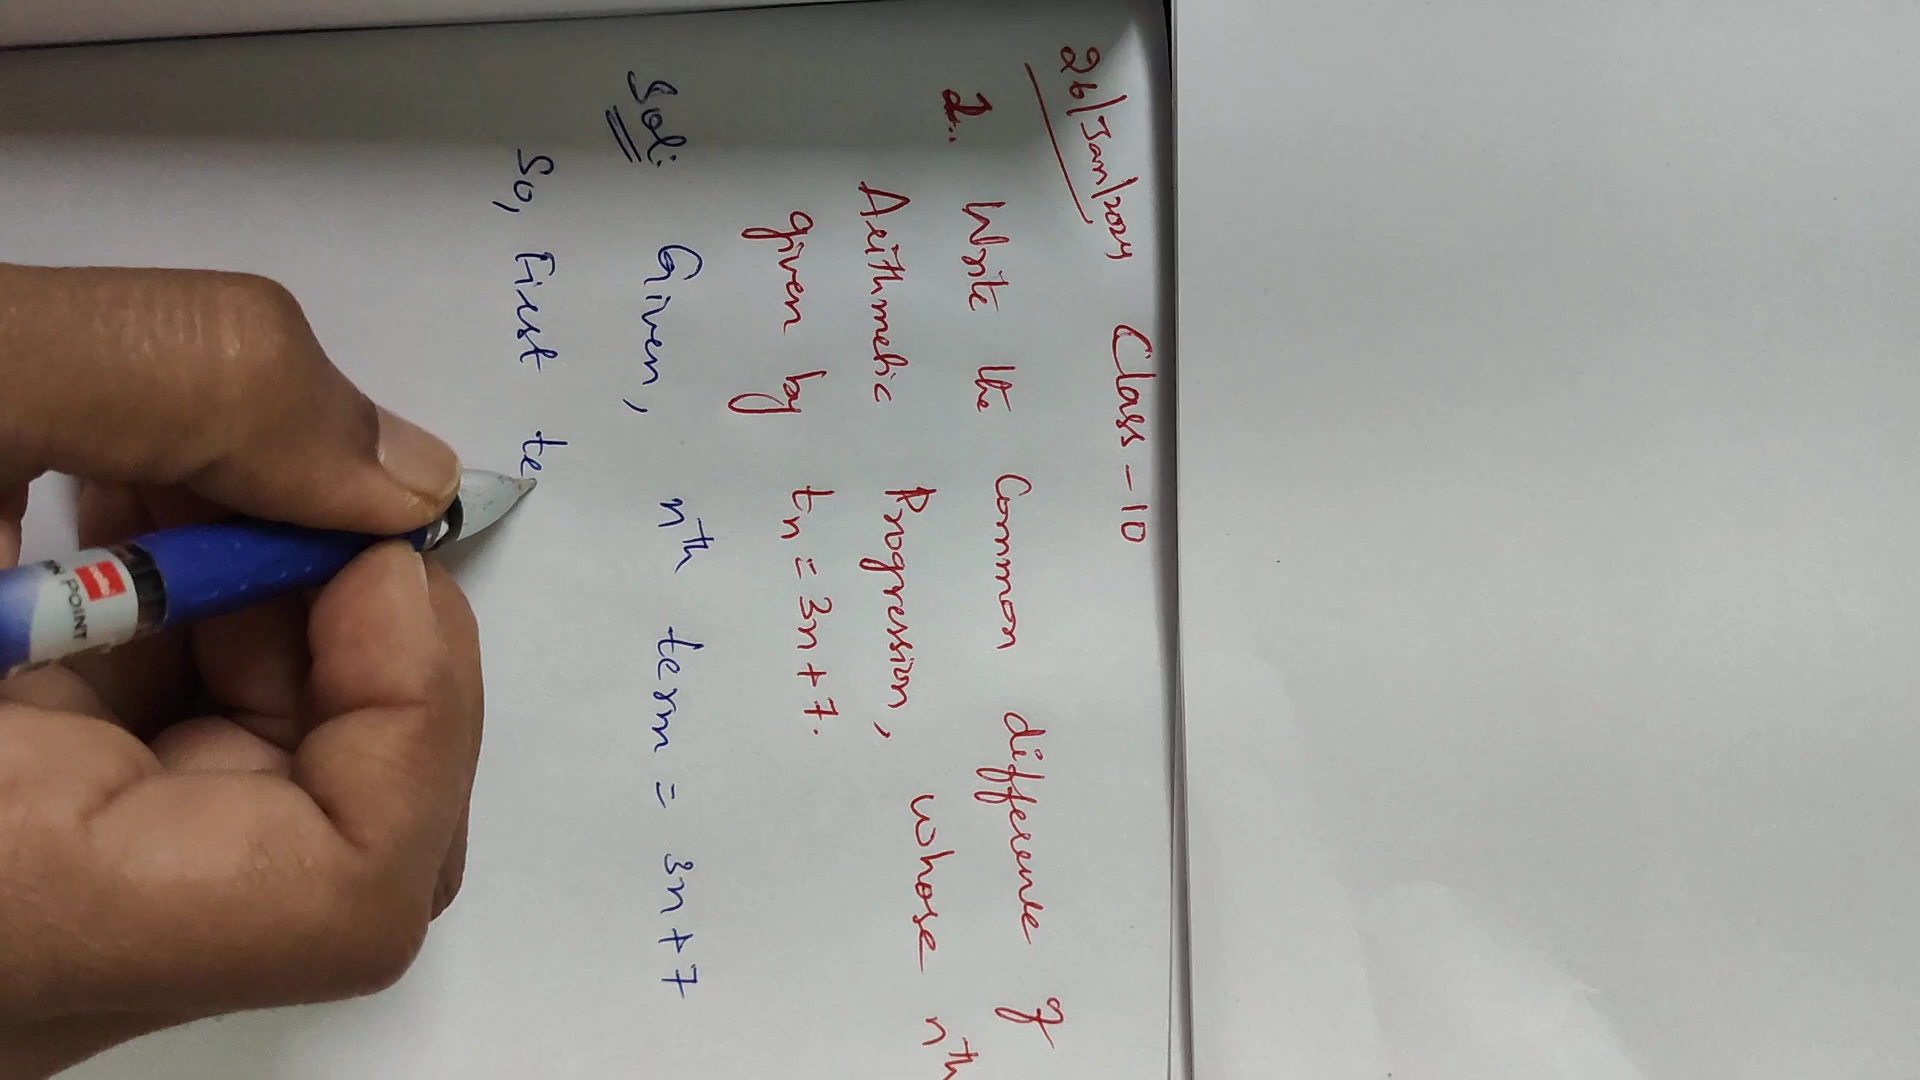 26/Jan/2024
Class - 10
2.. Write the Common difference of
Arithmetic Progression, whose nth
given by tn = 3n + 7.
Sol: Given, nth term = 3n + 7
So, First te
POINT